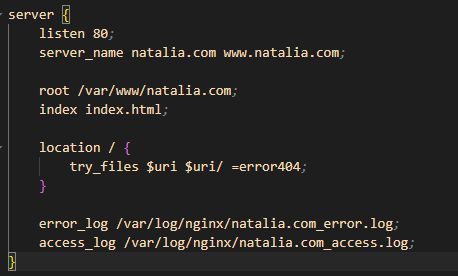 server {
listen 80;
server_name natalia.com www.natalia.com;
root /var/www/natalia.com;
index index.html;
location / {
try_files $uri $uri/ =error404;
}
error_log /var/log/nginx/natalia.com_error.log;
access_log /var/log/nginx/natalia.com_access.log;
}